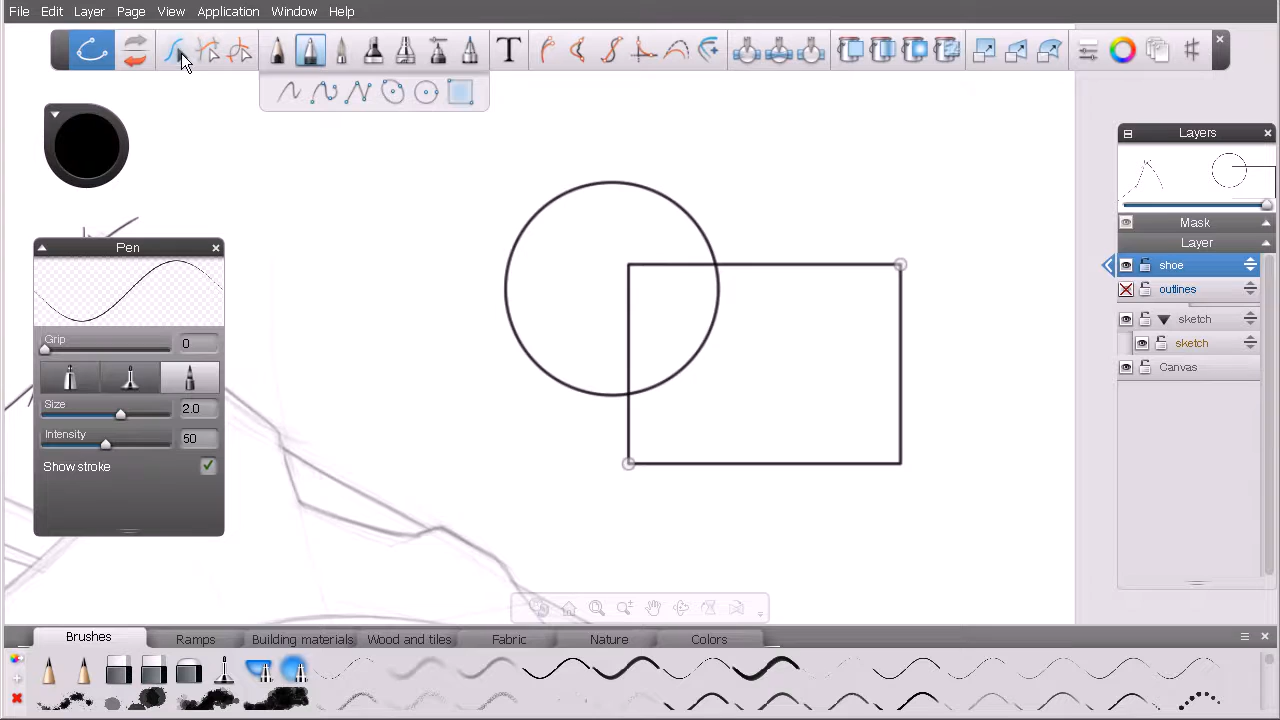 File Edit Layer Page View Application Window Help
T
Layers
Mask
Layer
shoe
outlines
sketch
sketch
Canvas
Pen
Grip 0
Size 2.0
Intensity 50
Show stroke
Brushes Ramps Building materials Wood and tiles Fabric Nature Colors